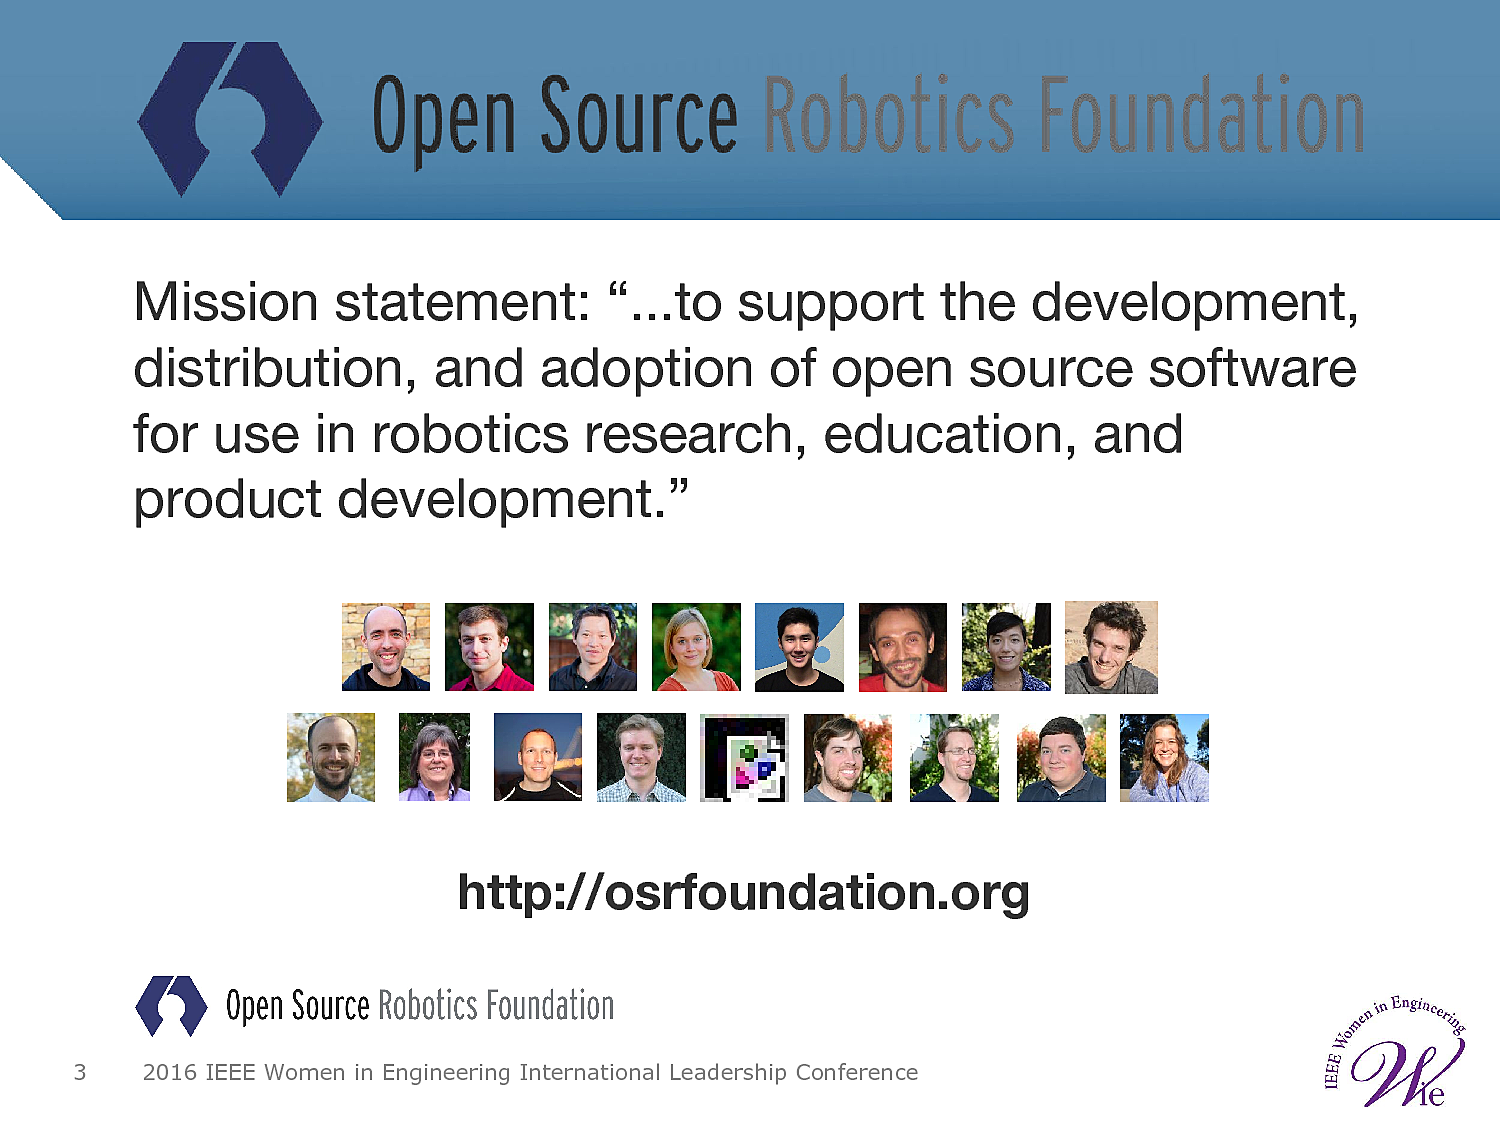 Open Source Robotics Foundation
Mission statement: “...to support the development,
distribution, and adoption of open source software
for use in robotics research, education, and
product development.”
http://osrfoundation.org
Open Source Robotics Foundation
IEEE Women in Engineering
Wie
3 2016 IEEE Women in Engineering International Leadership Conference